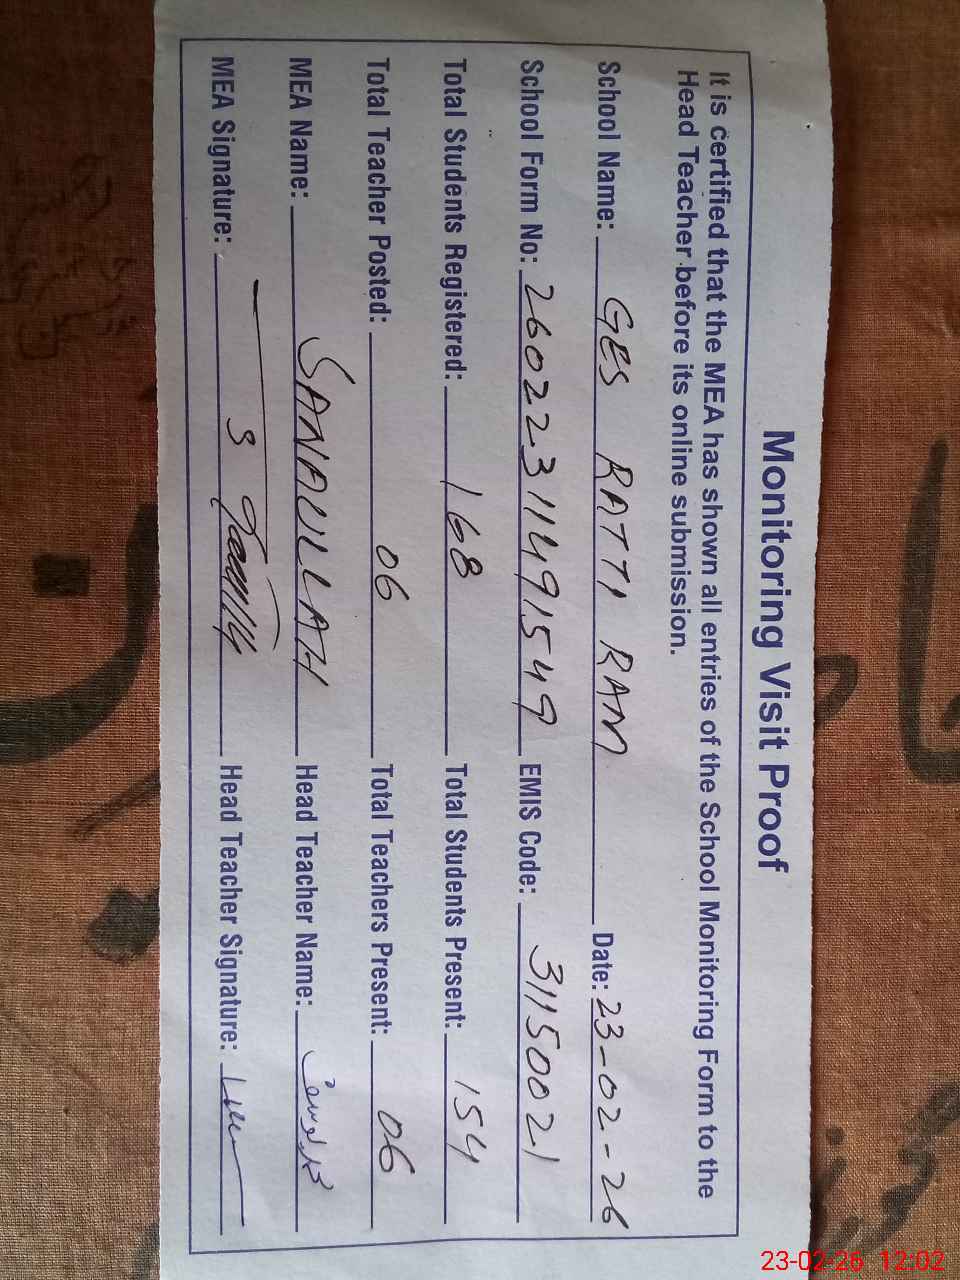 Monitoring Visit Proof
It is certified that the MEA has shown all entries of the School Monitoring Form to the
Head Teacher before its online submission.
School Name: GES RATTI RAM Date: 23-02-26
School Form No: 26022311491549 EMIS Code: 31150021
Total Students Registered: 168 Total Students Present: 154
Total Teacher Posted: 06 Total Teachers Present: 06
MEA Name: SANAULLAH Head Teacher Name: محمد یوسف
MEA Signature: Head Teacher Signature:
23-02-26 12:02